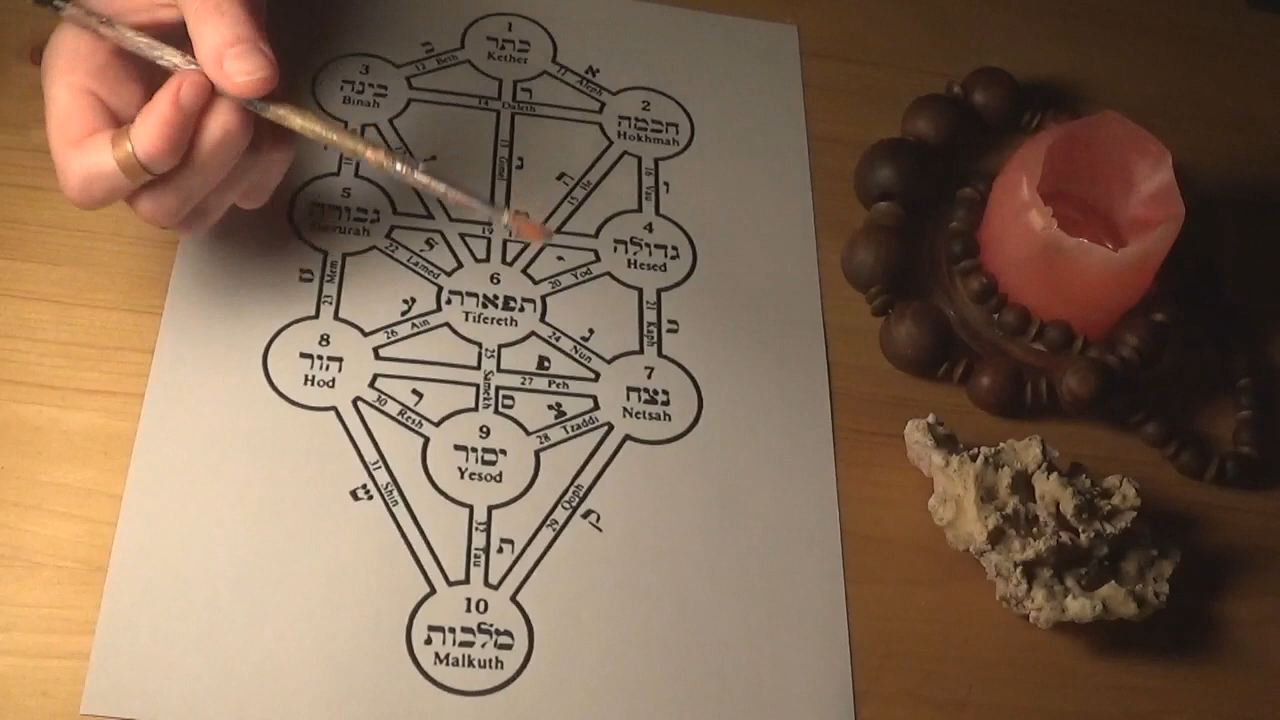 1
כתר
Kether
ב
12 Beth
א
11 Aleph
3
בינה
Binah
2
חכמה
Hokhmah
14 Daleth
ד
13 Gimel
ג
ה
15 He
16 Vau
ו
5
גבורה
4
גדולה
Hesed
19
ל
22 Lamed
י
20 Yod
מ
23 Mem
6
תפארת
Tifereth
21 Kaph
כ
ע
26 Ain
נ
24 Nun
8
הוד
Hod
25 Samekh
ס
פ
27 Peh
7
נצח
Netsah
ר
30 Resh
צ
28 Tzaddi
9
יסוד
Yesod
31 Shin
ש
29 Qoph
ק
32 Tau
ת
10
מלכות
Malkuth